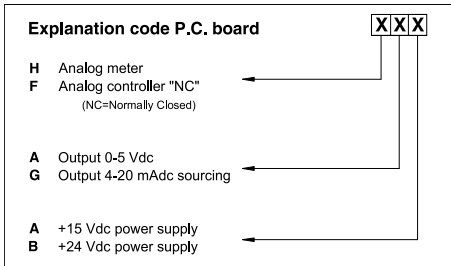 Explanation code P.C. board XXX
H Analog meter
F Analog controller "NC"
(NC=Normally Closed)
A Output 0-5 Vdc
G Output 4-20 mAdc sourcing
A +15 Vdc power supply
B +24 Vdc power supply